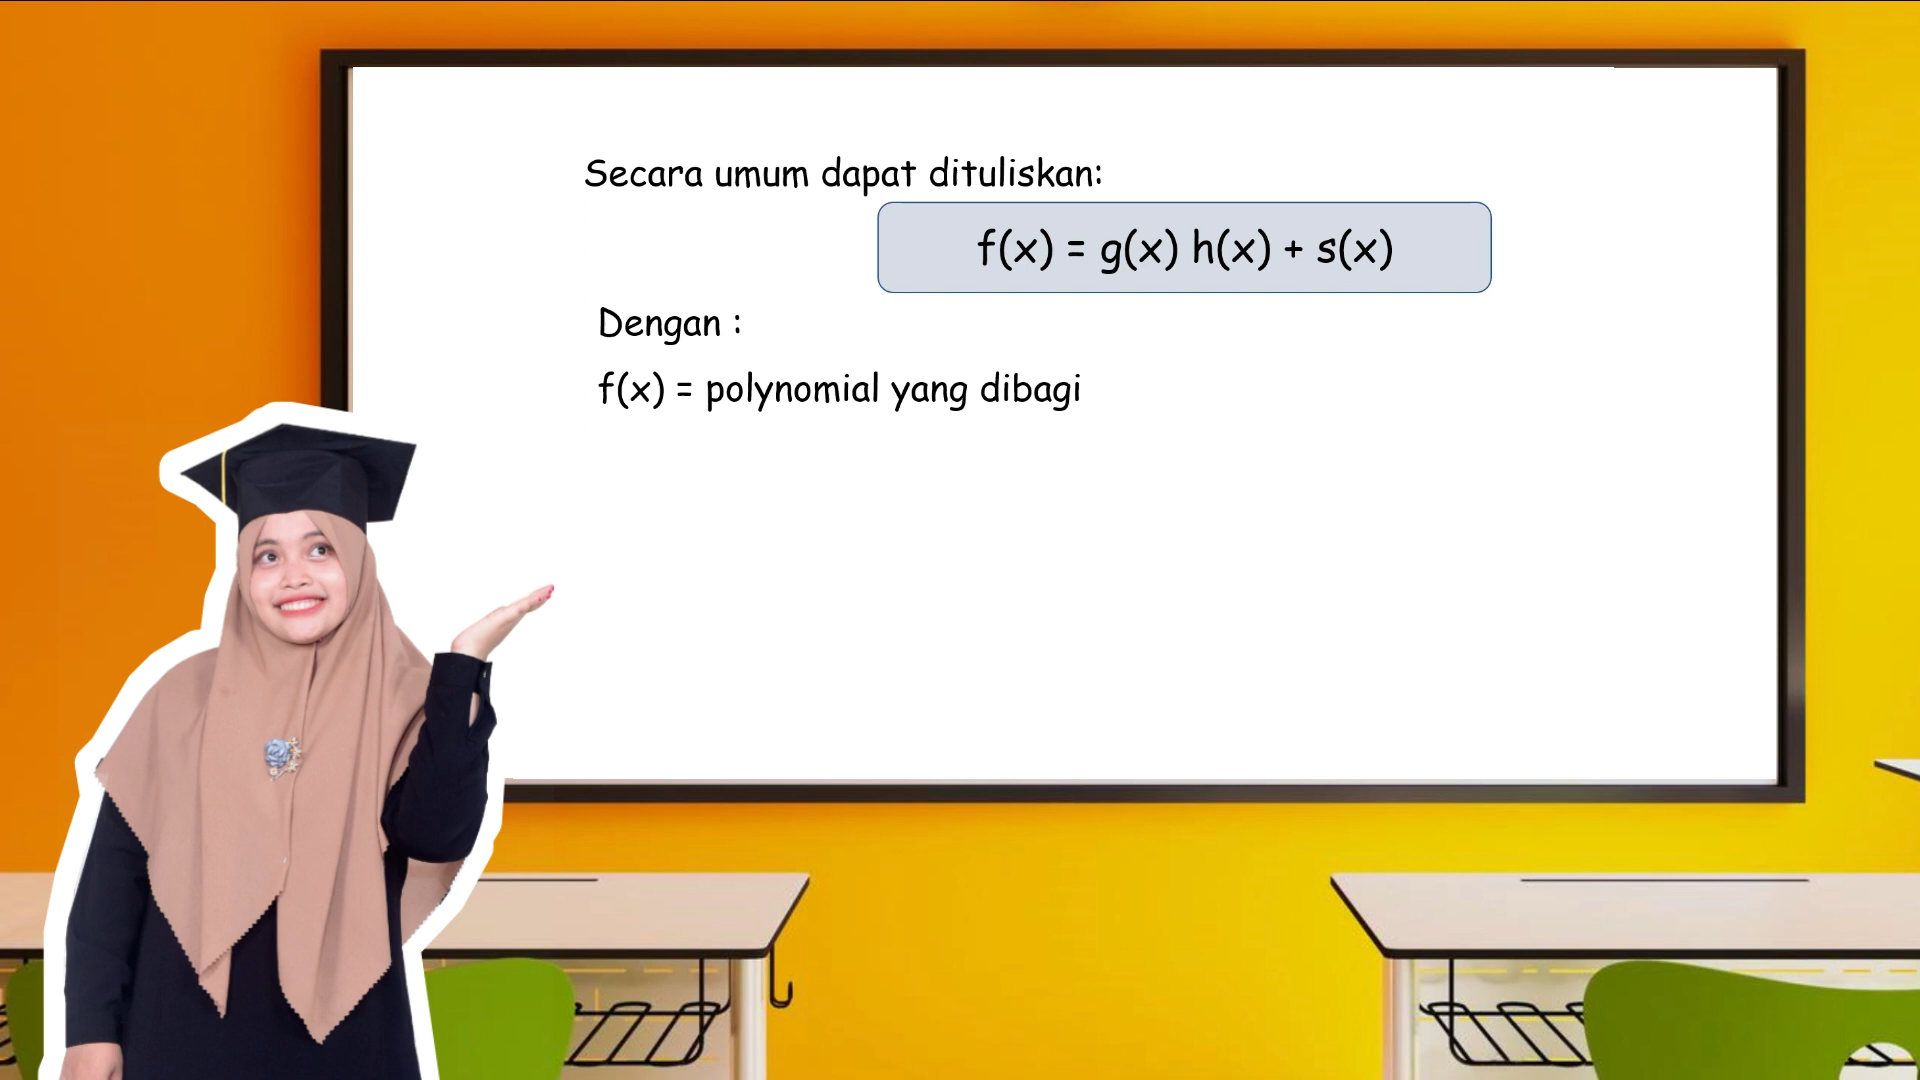 Secara umum dapat dituliskan:
f(x) = g(x) h(x) + s(x)
Dengan :
f(x) = polynomial yang dibagi